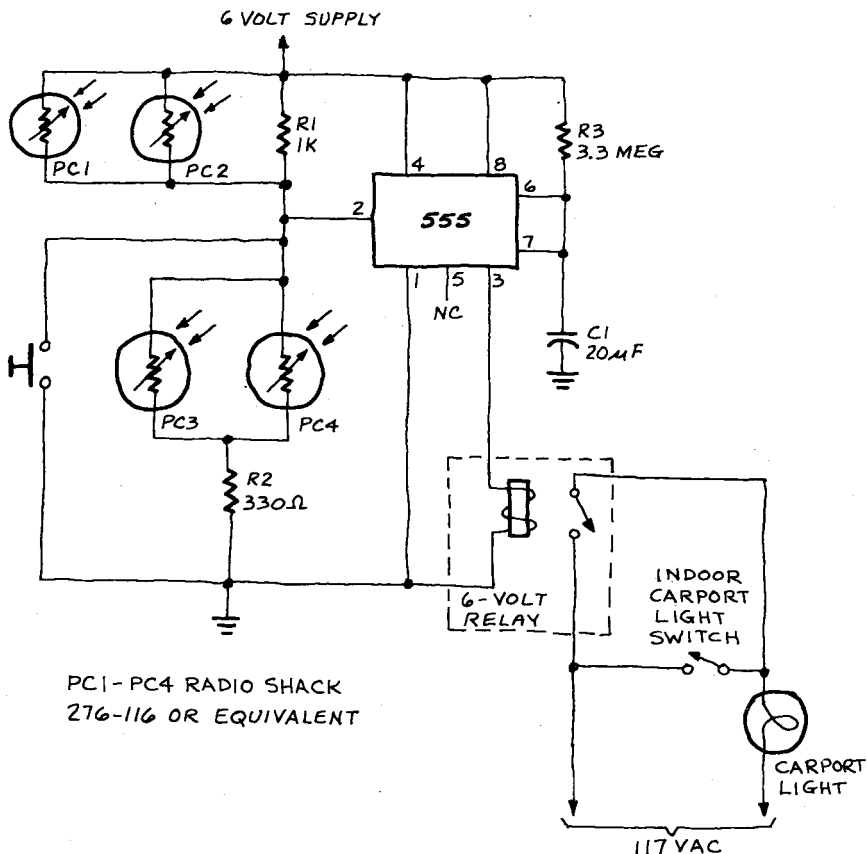 6 VOLT SUPPLY
PC1
PC2
R1
1K
R3
3.3 MEG
4
8
6
2
555
7
1
5
3
NC
C1
20µF
PC3
PC4
R2
330Ω
6-VOLT
RELAY
INDOOR
CARPORT
LIGHT
SWITCH
PC1-PC4 RADIO SHACK
276-116 OR EQUIVALENT
CARPORT
LIGHT
117 VAC